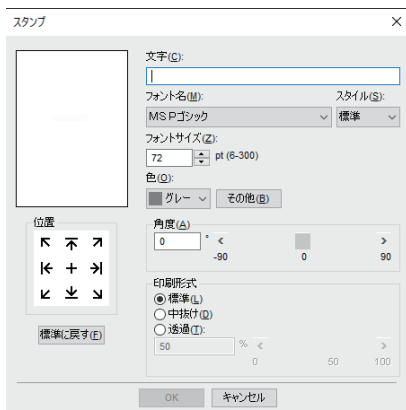 スタンプ
文字(C):
フォント名(M):
スタイル(S):
MS Pゴシック
標準
フォントサイズ(Z):
72
pt (6-300)
色(O):
グレー
その他(B)
位置
標準に戻す(F)
角度(A)
0 °
-90 0 90
印刷形式
標準(L)
中抜け(D)
透過(T):
50 %
0 50 100
OK
キャンセル